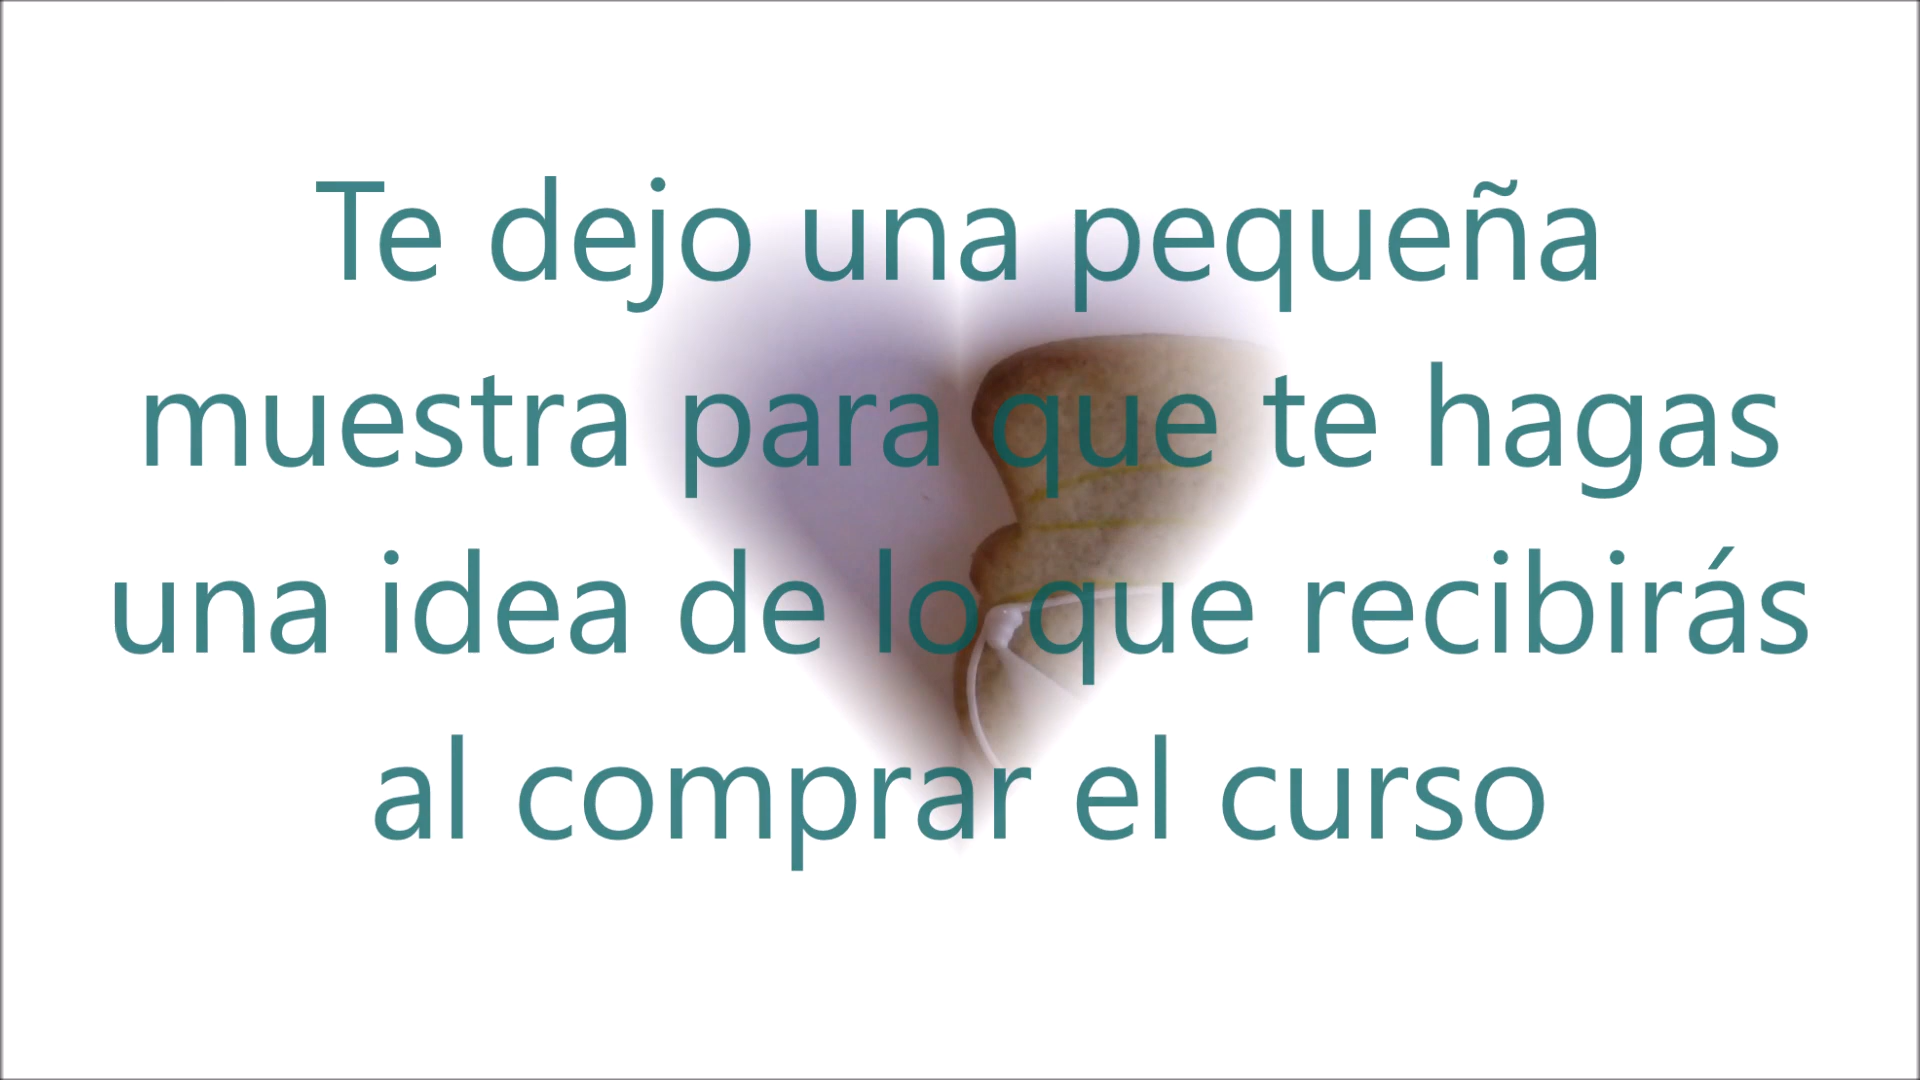 Te dejo una pequeña
muestra para que te hagas
una idea de lo que recibirás
al comprar el curso